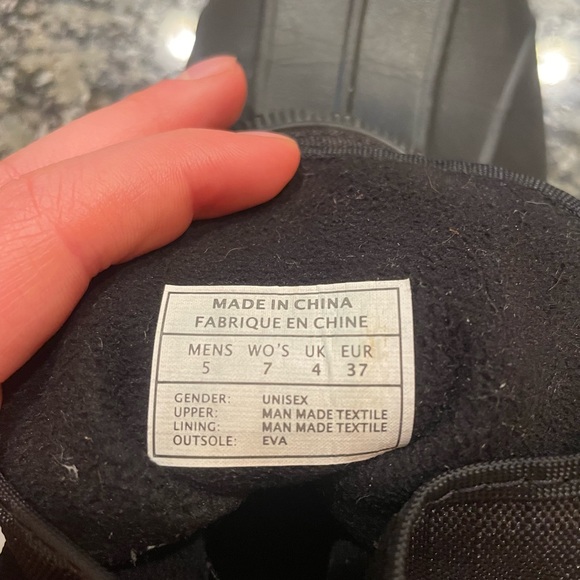 MADE IN CHINA
FABRIQUE EN CHINE
MENS WO'S UK EUR
5 7 4 37
GENDER: UNISEX
UPPER: MAN MADE TEXTILE
LINING: MAN MADE TEXTILE
OUTSOLE: EVA